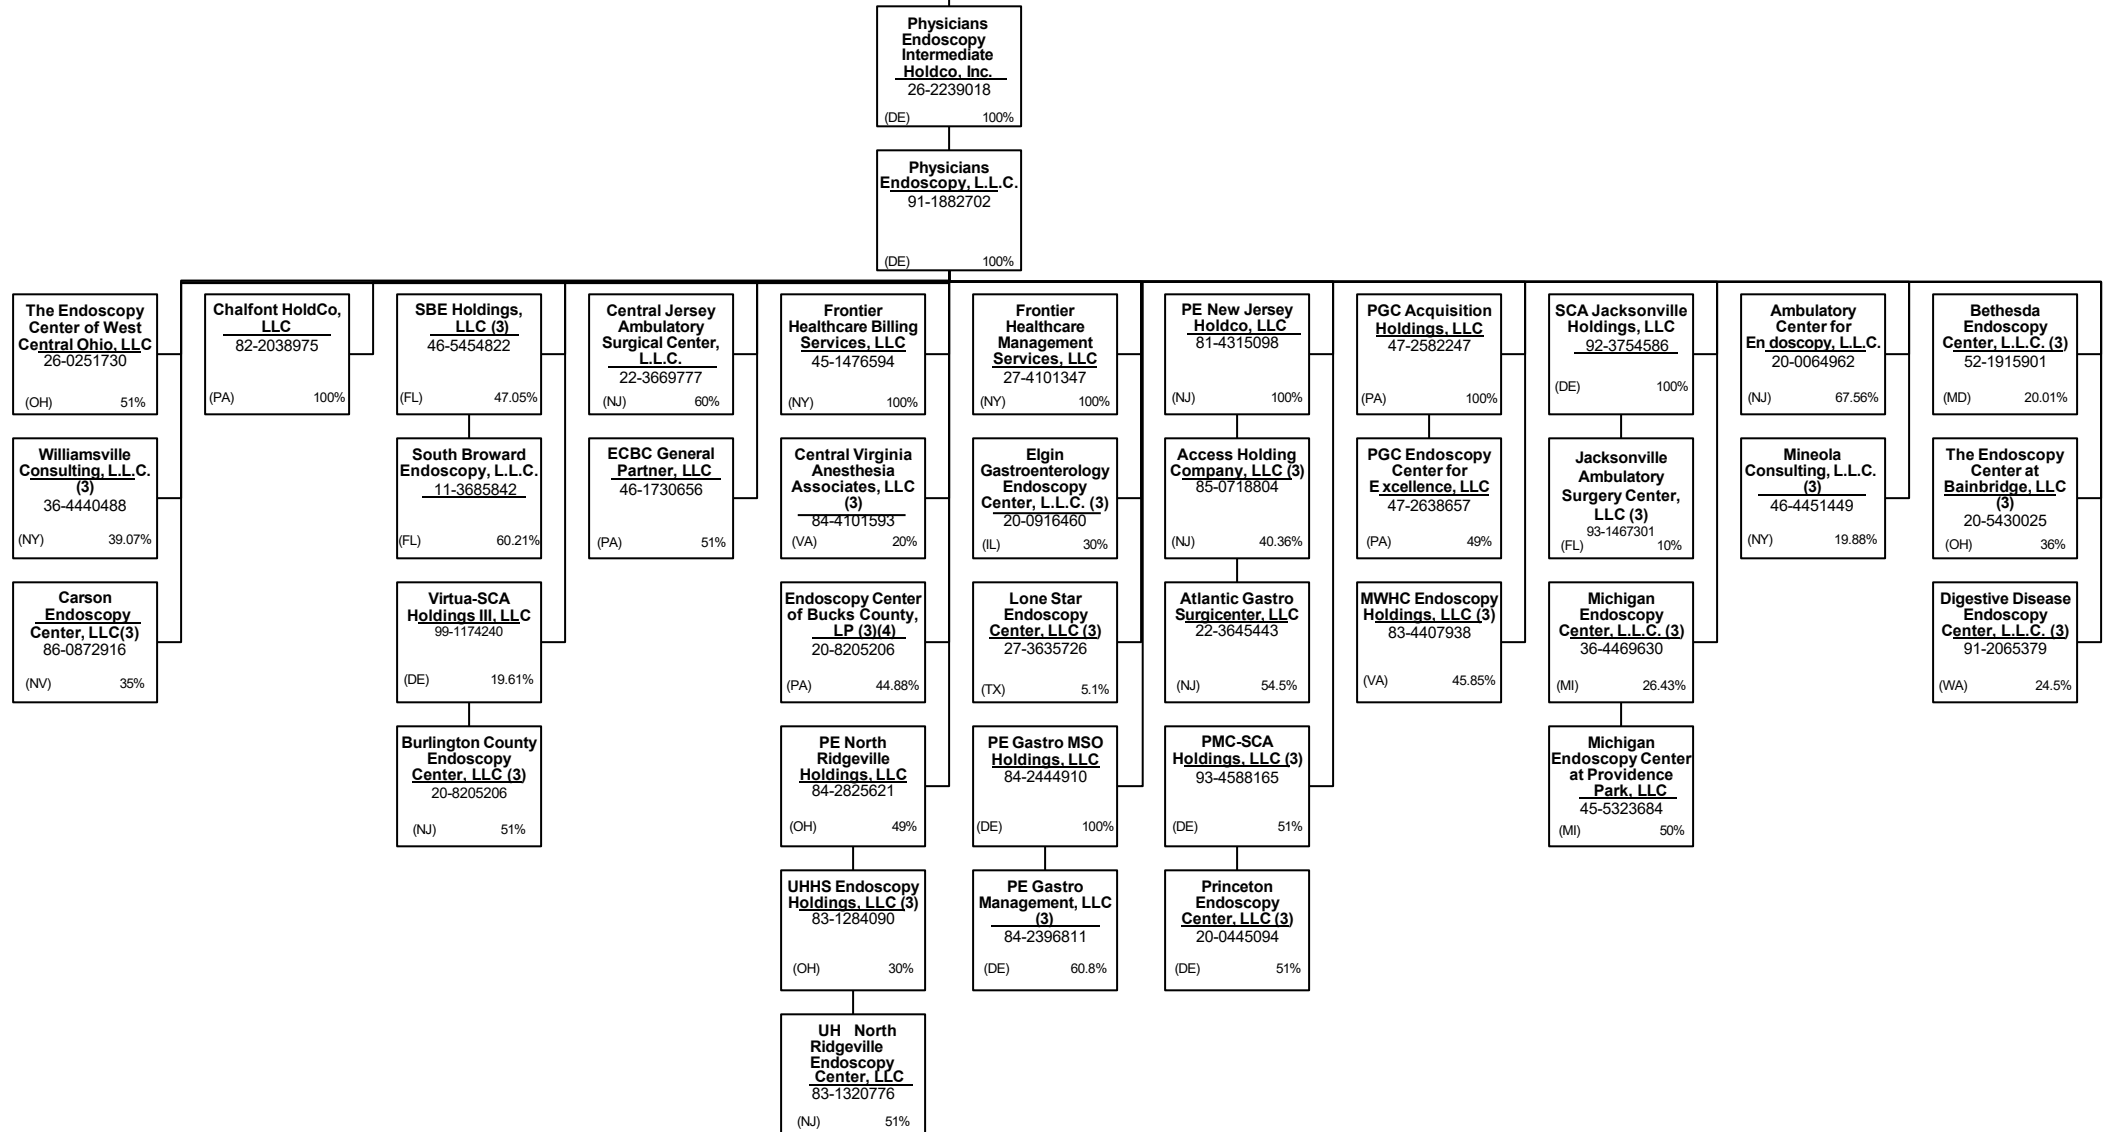 Physicians
Endoscopy
Intermediate
Holdco, Inc.
26-2239018
(DE) 100%
Physicians
Endoscopy, L.L.C.
91-1882702
(DE) 100%
The Endoscopy
Center of West
Central Ohio, LLC
26-0251730
(OH) 51%
Chalfont HoldCo,
LLC
82-2038975
(PA) 100%
SBE Holdings,
LLC (3)
46-5454822
(FL) 47.05%
Central Jersey
Ambulatory
Surgical Center,
L.L.C.
22-3669777
(NJ) 60%
Frontier
Healthcare Billing
Services, LLC
45-1476594
(NY) 100%
Frontier
Healthcare
Management
Services, LLC
27-4101347
(NY) 100%
PE New Jersey
Holdco, LLC
81-4315098
(NJ) 100%
PGC Acquisition
Holdings, LLC
47-2582247
(PA) 100%
SCA Jacksonville
Holdings, LLC
92-3754586
(DE) 100%
Ambulatory
Center for
En doscopy, L.L.C.
20-0064962
(NJ) 67.56%
Bethesda
Endoscopy
Center, L.L.C. (3)
52-1915901
(MD) 20.01%
Williamsville
Consulting, L.L.C.
(3)
36-4440488
(NY) 39.07%
South Broward
Endoscopy, L.L.C.
11-3685842
(FL) 60.21%
ECBC General
Partner, LLC
46-1730656
(PA) 51%
Central Virginia
Anesthesia
Associates, LLC
(3)
84-4101593
(VA) 20%
Elgin
Gastroenterology
Endoscopy
Center, L.L.C. (3)
20-0916460
(IL) 30%
Access Holding
Company, LLC (3)
85-0718804
(NJ) 40.36%
PGC Endoscopy
Center for
Excellence, LLC
47-2638657
(PA) 49%
Jacksonville
Ambulatory
Surgery Center,
LLC (3)
93-1467301
(FL) 10%
Mineola
Consulting, L.L.C.
(3)
46-4451449
(NY) 19.88%
The Endoscopy
Center at
Bainbridge, LLC
(3)
20-5430025
(OH) 36%
Carson
Endoscopy
Center, LLC(3)
86-0872916
(NV) 35%
Virtua-SCA
Holdings III, LLC
99-1174240
(DE) 19.61%
Endoscopy Center
of Bucks County,
LP (3)(4)
20-8205206
(PA) 44.88%
Lone Star
Endoscopy
Center, LLC (3)
27-3635726
(TX) 5.1%
Atlantic Gastro
Surgicenter, LLC
22-3645443
(NJ) 54.5%
MWHC Endoscopy
Holdings, LLC (3)
83-4407938
(VA) 45.85%
Michigan
Endoscopy
Center, L.L.C. (3)
36-4469630
(MI) 26.43%
Digestive Disease
Endoscopy
Center, L.L.C. (3)
91-2065379
(WA) 24.5%
Burlington County
Endoscopy
Center, LLC (3)
20-8205206
(NJ) 51%
PE North
Ridgeville
Holdings, LLC
84-2825621
(OH) 49%
PE Gastro MSO
Holdings, LLC
84-2444910
(DE) 100%
PMC-SCA
Holdings, LLC (3)
93-4588165
(DE) 51%
Michigan
Endoscopy Center
at Providence
Park, LLC
45-5323684
(MI) 50%
UHHS Endoscopy
Holdings, LLC (3)
83-1284090
(OH) 30%
PE Gastro
Management, LLC
(3)
84-2396811
(DE) 60.8%
Princeton
Endoscopy
Center, LLC (3)
20-0445094
(DE) 51%
UH North
Ridgeville
Endoscopy
Center, LLC
83-1320776
(NJ) 51%